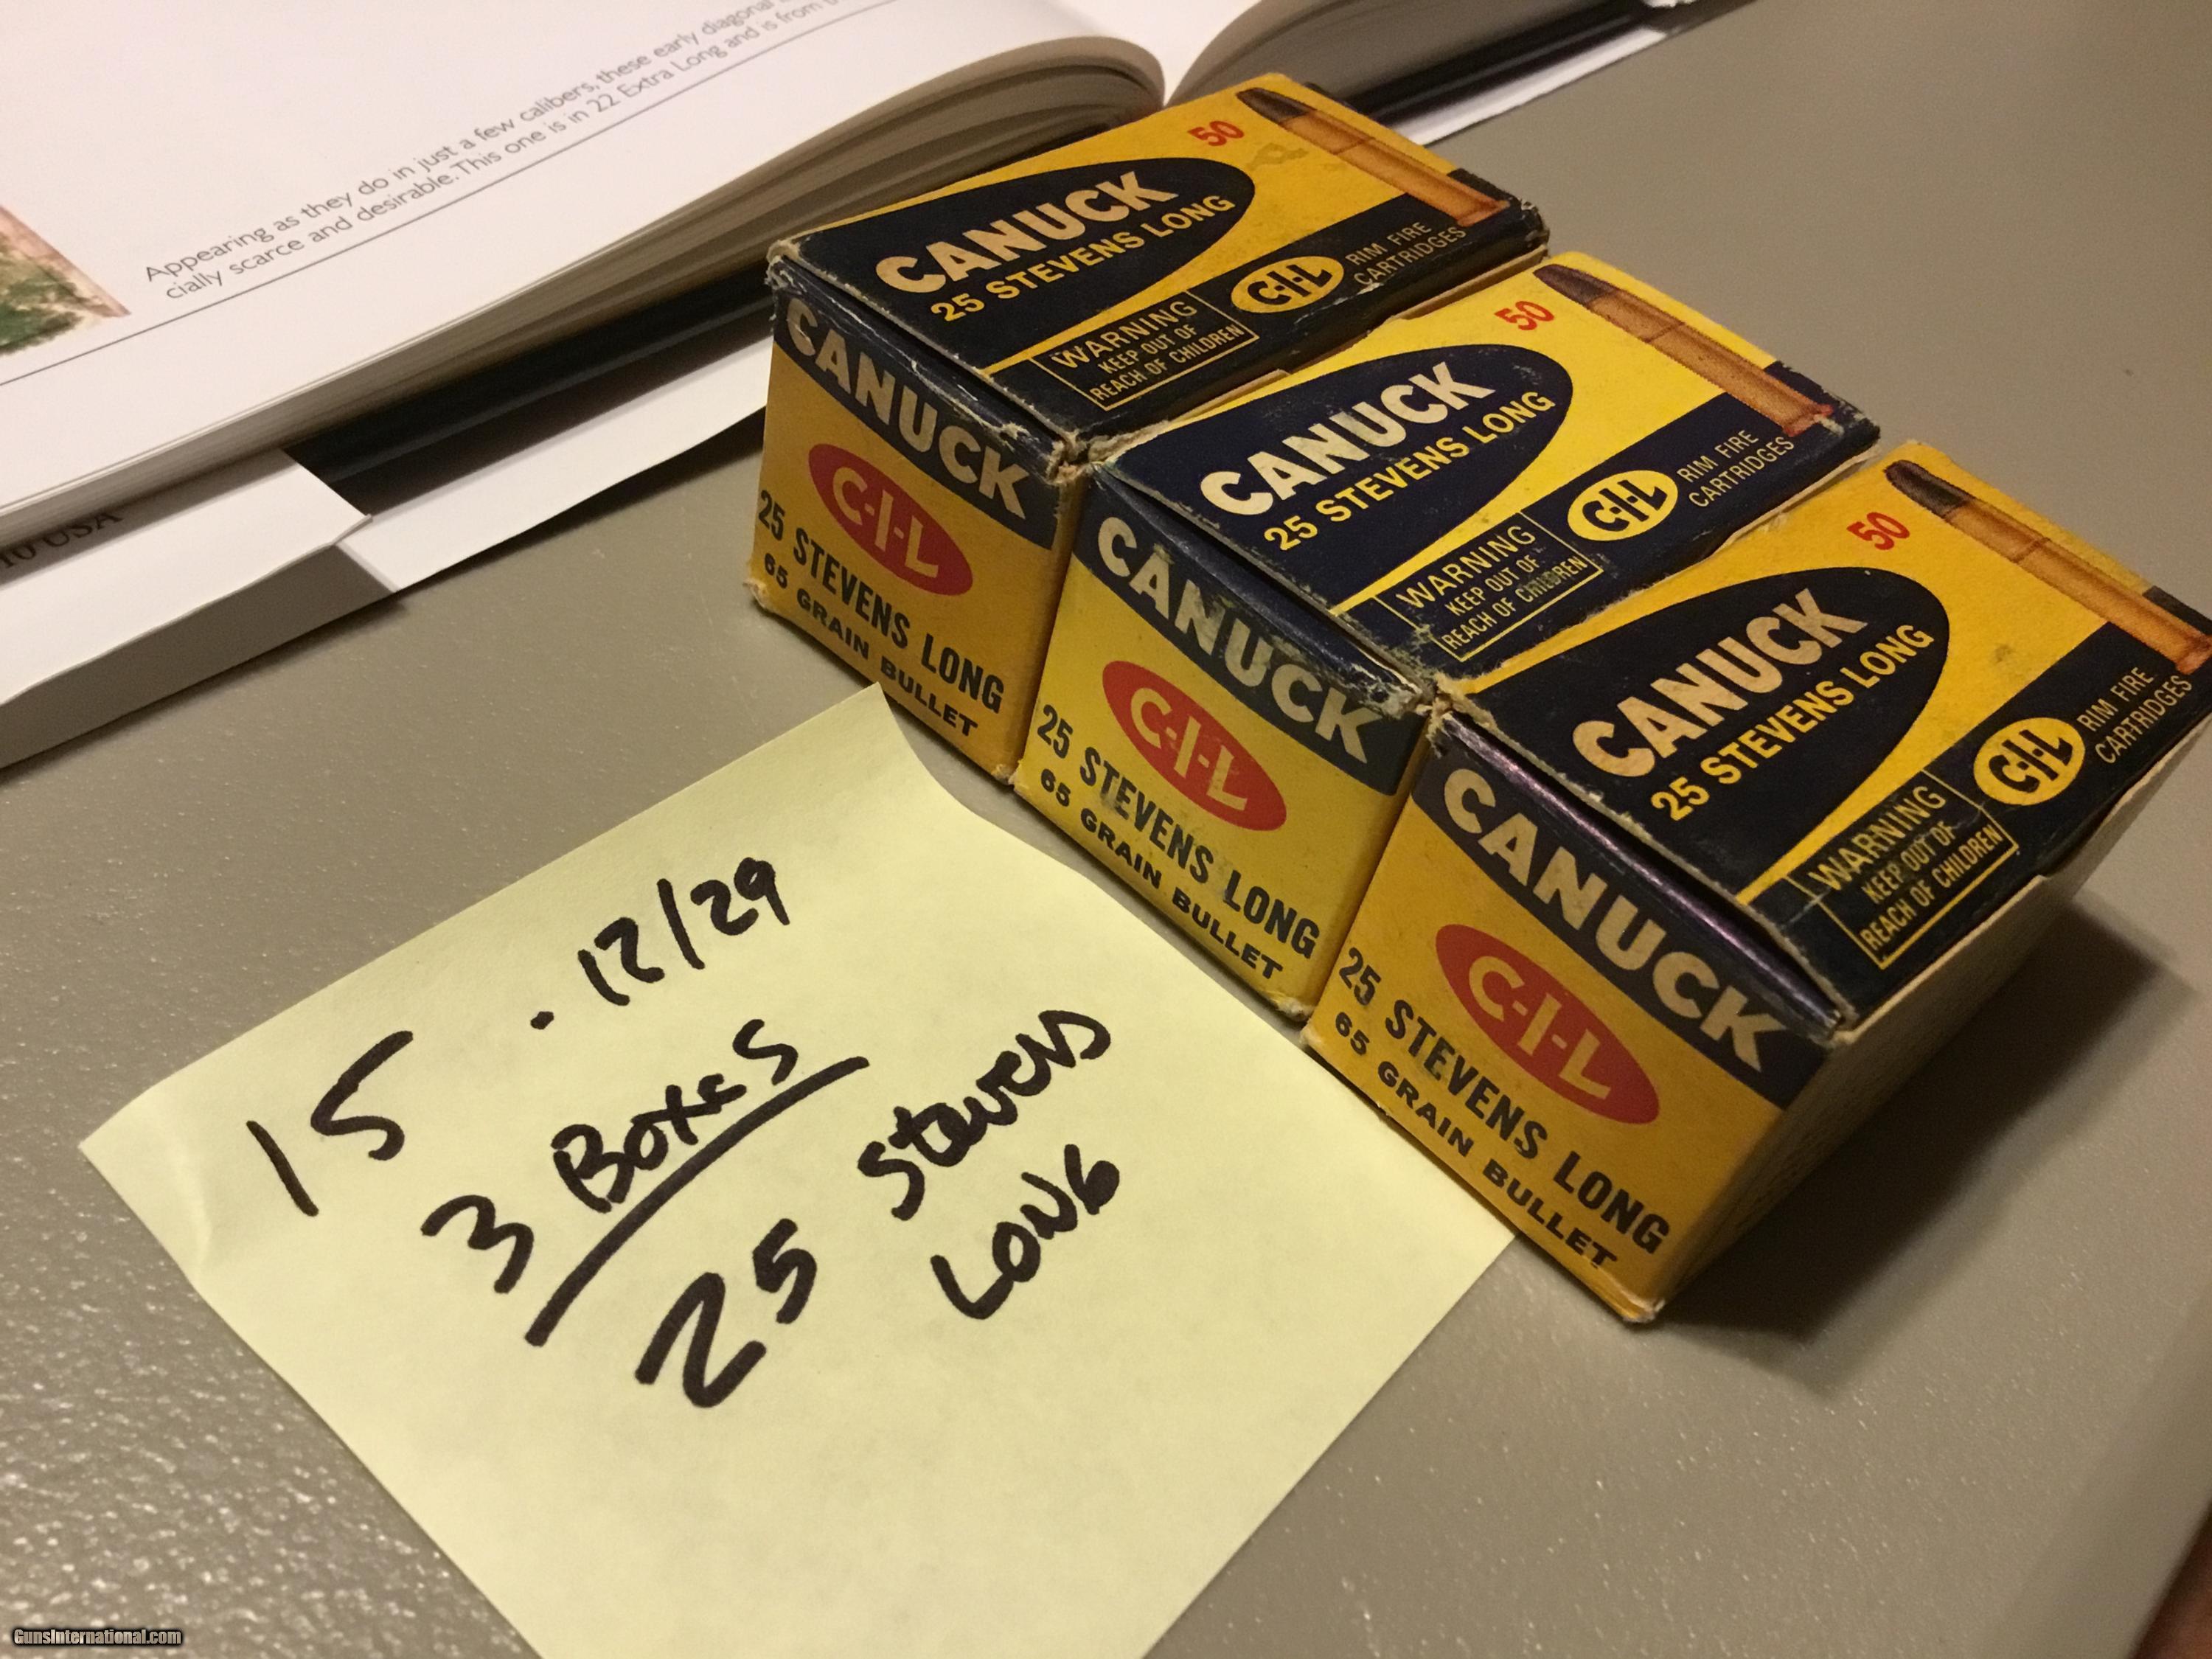 Appearing as they do in just a few calibers, these early diagonal
cially scarce and desirable. This one is in 22 Extra Long and is from
USA
50
CANUCK
25 STEVENS LONG
C-I-L
RIM FIRE
CARTRIDGES
WARNING
KEEP OUT OF
REACH OF CHILDREN
CANUCK
C-I-L
25 STEVENS LONG
65 GRAIN BULLET
50
CANUCK
25 STEVENS LONG
C-I-L
RIM FIRE
CARTRIDGES
WARNING
KEEP OUT OF
REACH OF CHILDREN
CANUCK
C-I-L
25 STEVENS LONG
65 GRAIN BULLET
50
CANUCK
25 STEVENS LONG
C-I-L
RIM FIRE
CARTRIDGES
WARNING
KEEP OUT OF
REACH OF CHILDREN
CANUCK
C-I-L
25 STEVENS LONG
65 GRAIN BULLET
15 . 12/29
3 Boxes
25 Stevens
LONG
GunsInternational.com